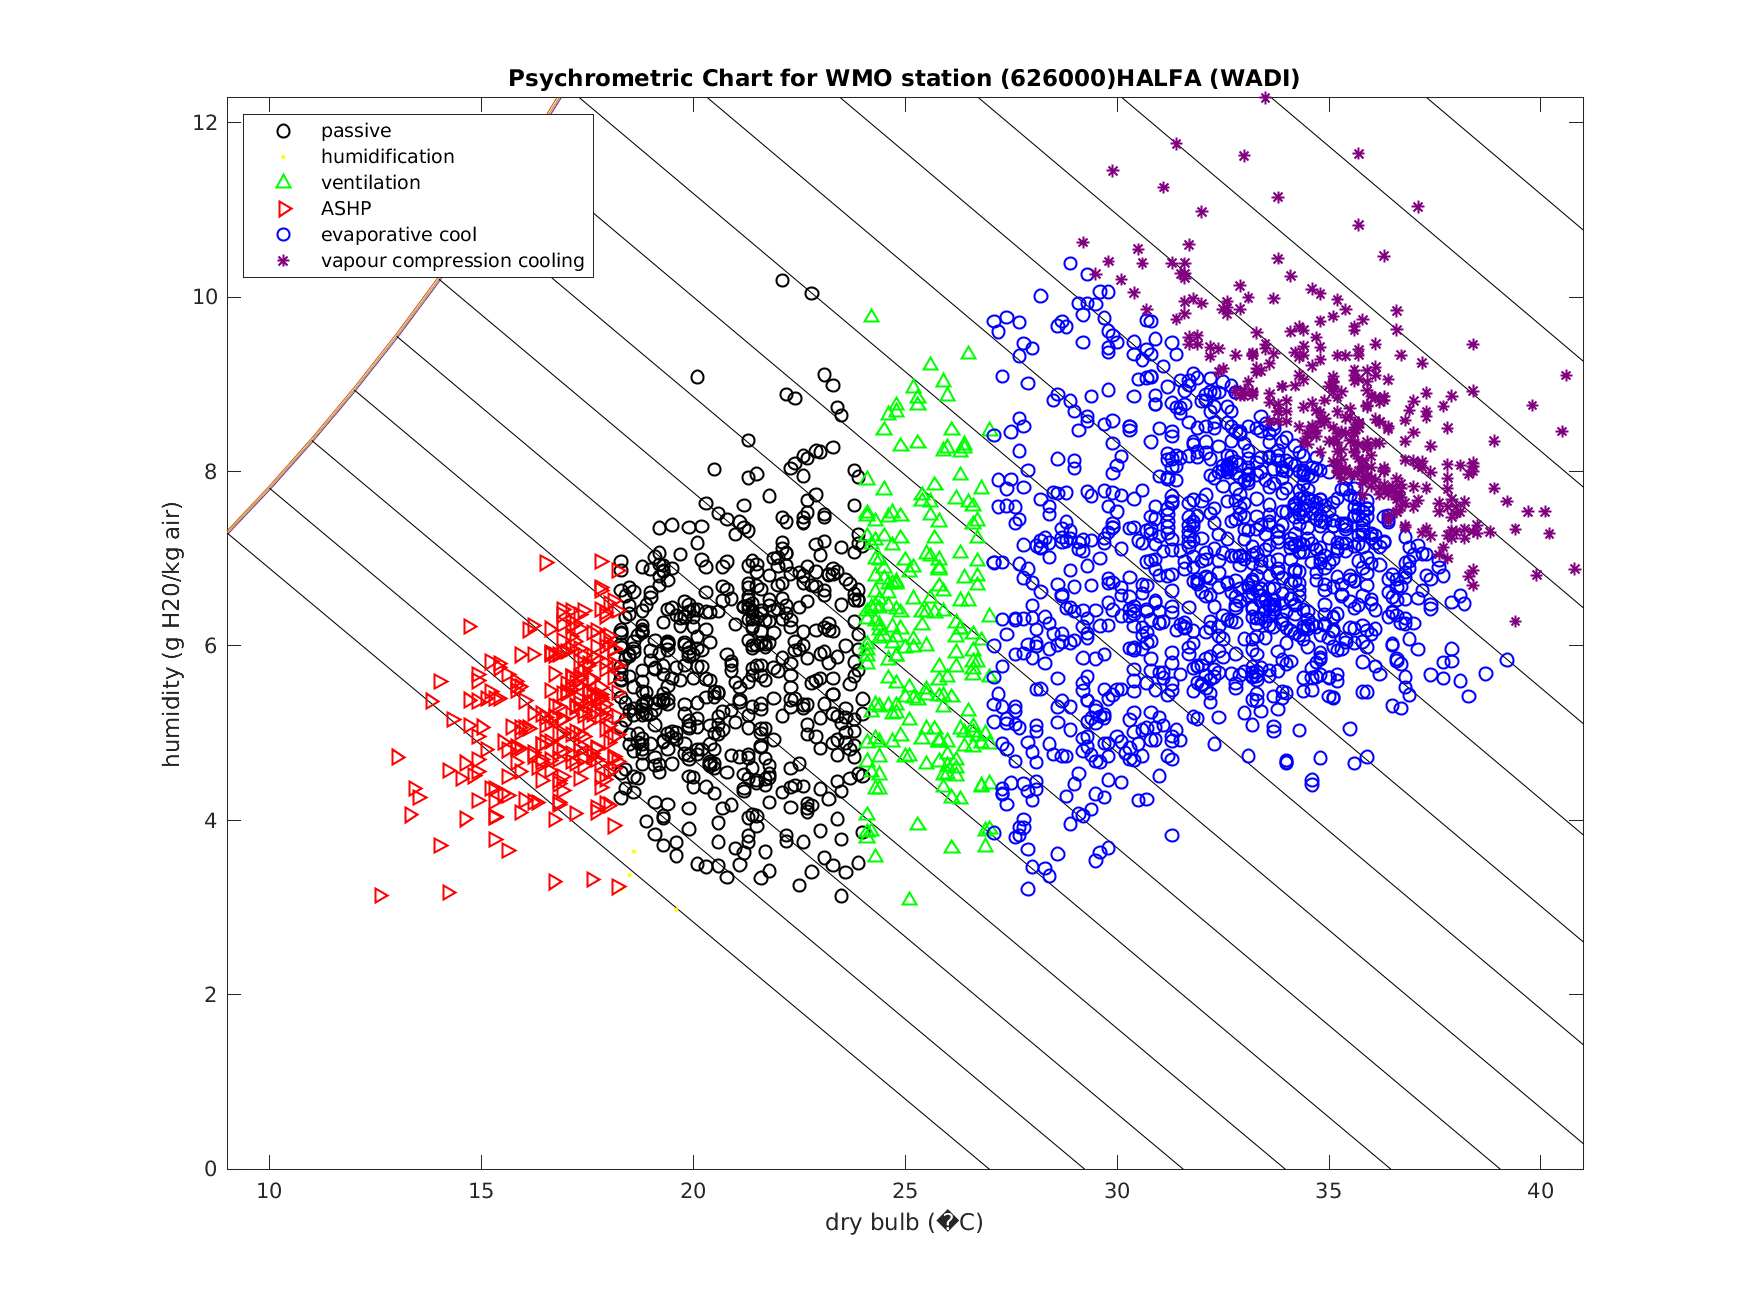 Psychrometric Chart for WMO station (626000)HALFA (WADI)
passive
humidification
ventilation
ASHP
evaporative cool
vapour compression cooling
humidity (g H20/kg air)
12
10
8
6
4
2
0
10 15 20 25 30 35 40
dry bulb (�C)